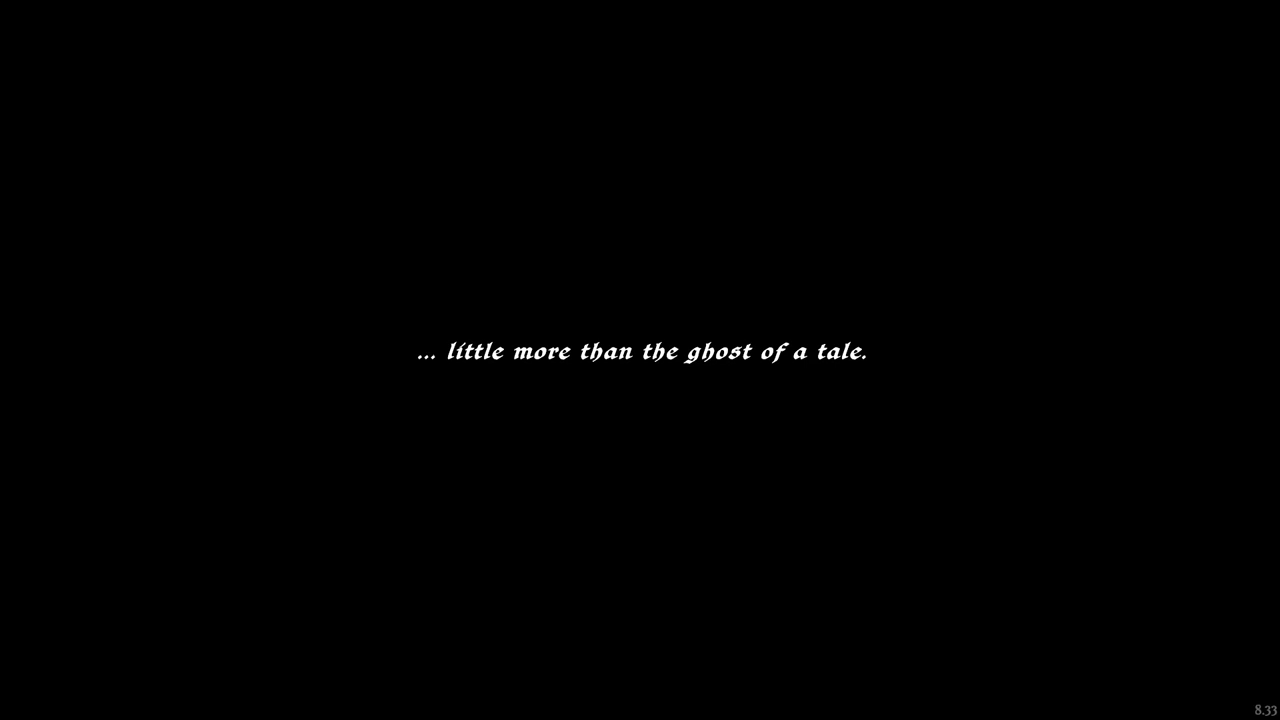 ... little more than the ghost of a tale.
8.33